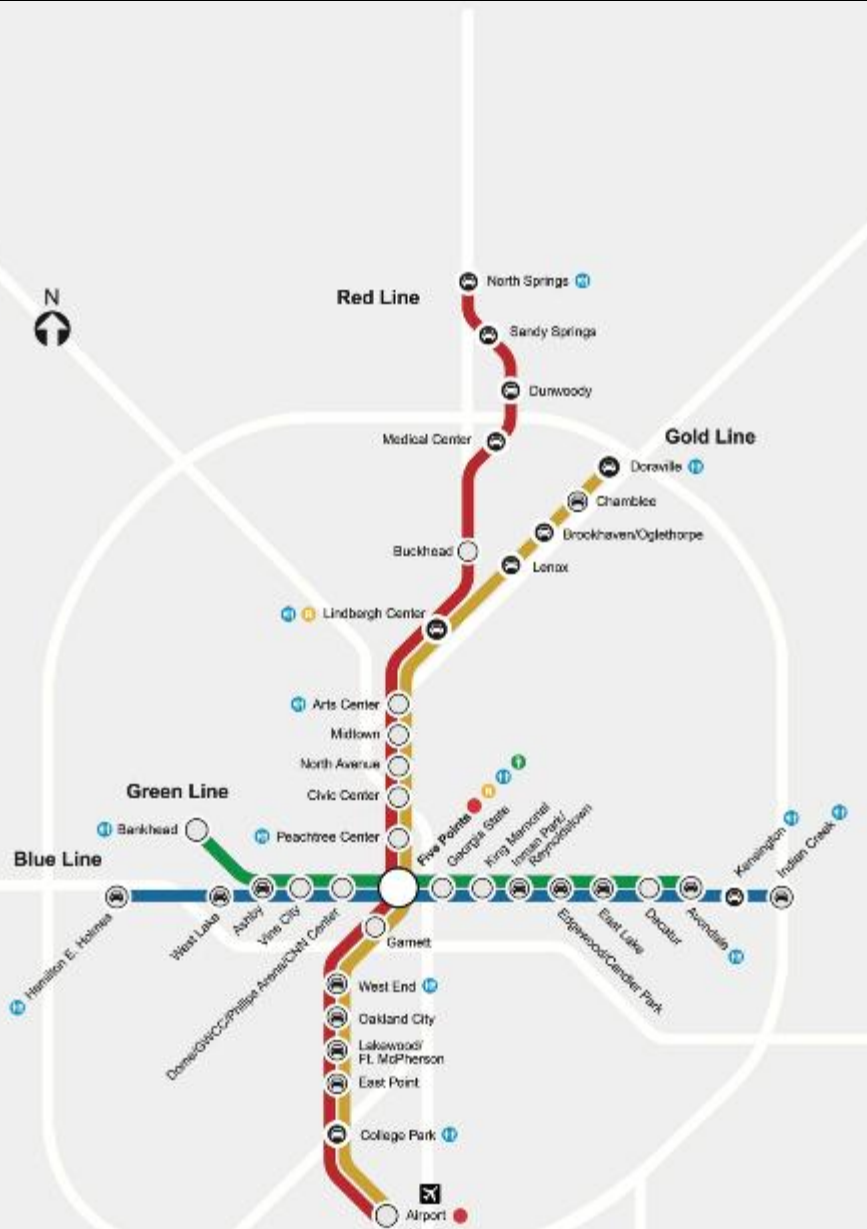 N
Red Line
North Springs
Sandy Springs
Dunwoody
Medical Center
Gold Line
Doraville
Chamblee
Brookhaven/Oglethorpe
Buckhead
Lenox
Lindbergh Center
R
Arts Center
Midtown
North Avenue
Civic Center
Peachtree Center
Green Line
Bankhead
Blue Line
Five Points
R
Georgia State
King Memorial
Inman Park/
Reynoldstown
Kensington
Indian Creek
Hamilton E. Holmes
West Lake
Ashby
Vine City
Dome/GWCC/Philips Arena/CNN Center
Edgewood/Candler Park
East Lake
Decatur
Avondale
Garnett
West End
Oakland City
Lakewood/
Ft. McPherson
East Point
College Park
Airport